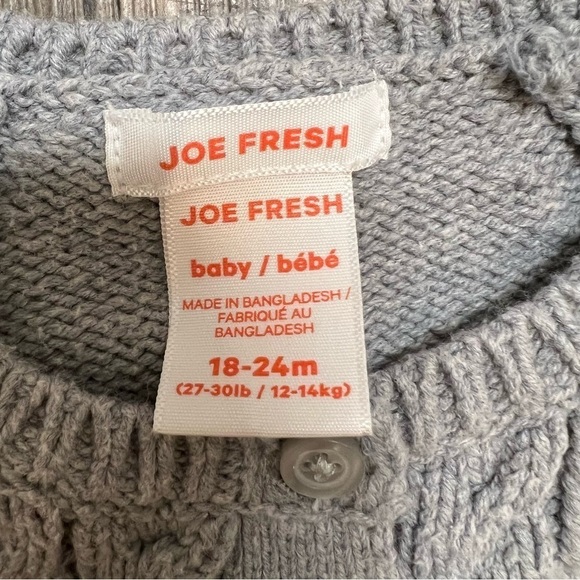 JOE FRESH
JOE FRESH
baby / bébé
MADE IN BANGLADESH /
FABRIQUÉ AU
BANGLADESH
18-24m
(27-30lb / 12-14kg)